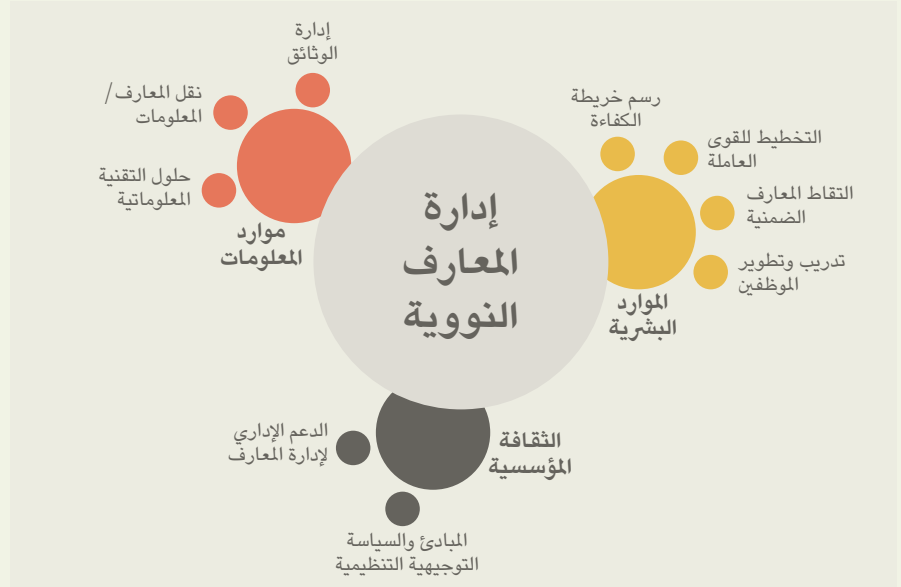 إدارة
المعارف
النووية
رسم خريطة
الكفاءة
التخطيط للقوى
العاملة
التقاط المعارف
الضمنية
تدريب وتطوير
الموظفين
الموارد
البشرية
إدارة
الوثائق
نقل المعارف/
المعلومات
حلول التقنية
المعلوماتية
موارد
المعلومات
الثقافة
المؤسسية
الدعم الإداري
لإدارة المعارف
المبادئ والسياسة
التوجيهية التنظيمية